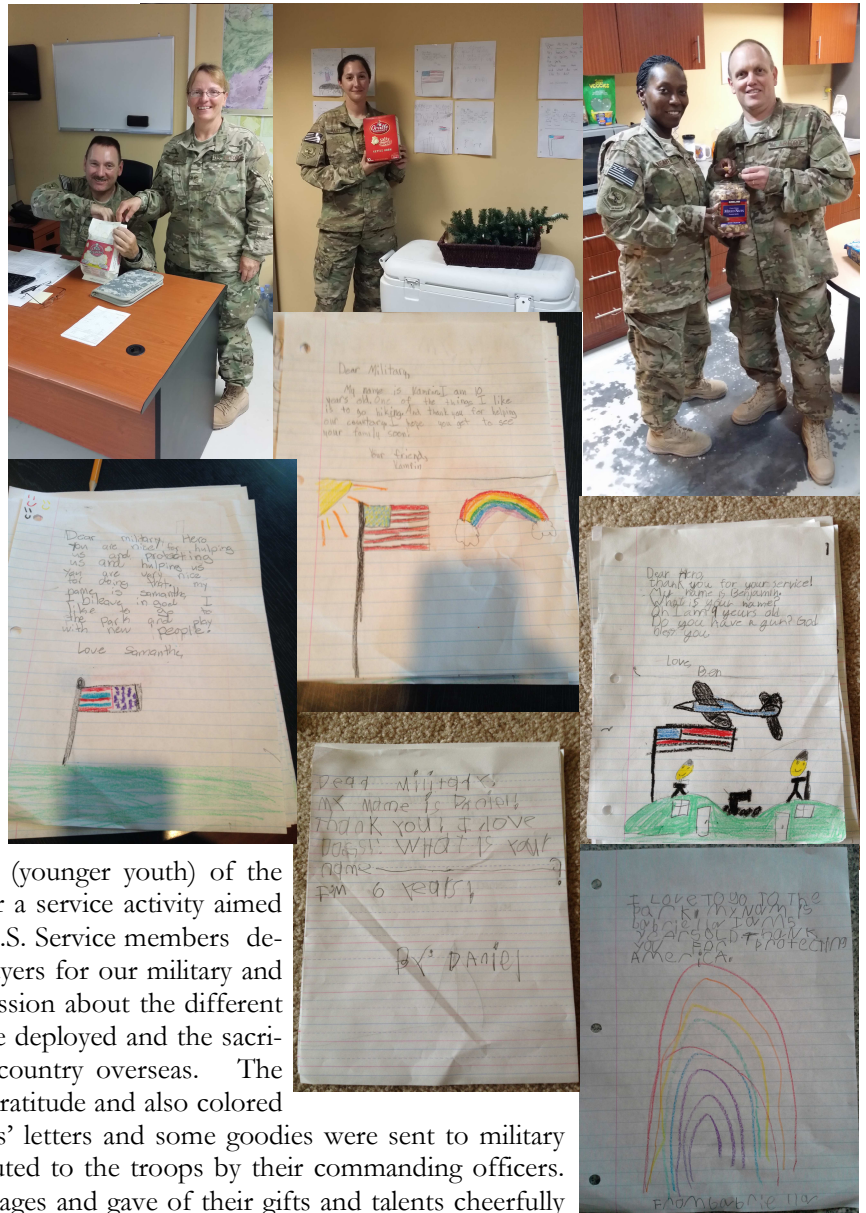 Dear Military,
My name is I am 10
years old. One of the things I like
is to go hiking. thank you for helping
our country. I hope you get to see
your family soon.
Your friend,
Dear military Hero
You are nice for helping
us and protecting
us and helping us
You are very nice
for doing that. my
name is samantha
I bileave in god I
like to go to
the park and play
with new people.
Love Samantha
Dear Hero,
thank you for your service!
My name is Benjamin.
What is your name?
Oh I am 9 years old
Do you have a gun? God
bless you
Love,
Ben
Dear Military!
My Name is Daniel!
Thank You! I love
Dogs! What is Your
name ?
I'm 6 Years!
BY: DAniel
I Love To go To the
park. my nam is
years old Thank
you For protecting
AmericA.
(younger youth) of the
r a service activity aimed
.S. Service members de-
yers for our military and
ssion about the different
e deployed and the sacri-
country overseas. The
ratitude and also colored
s' letters and some goodies were sent to military
uted to the troops by their commanding officers.
ages and gave of their gifts and talents cheerfully